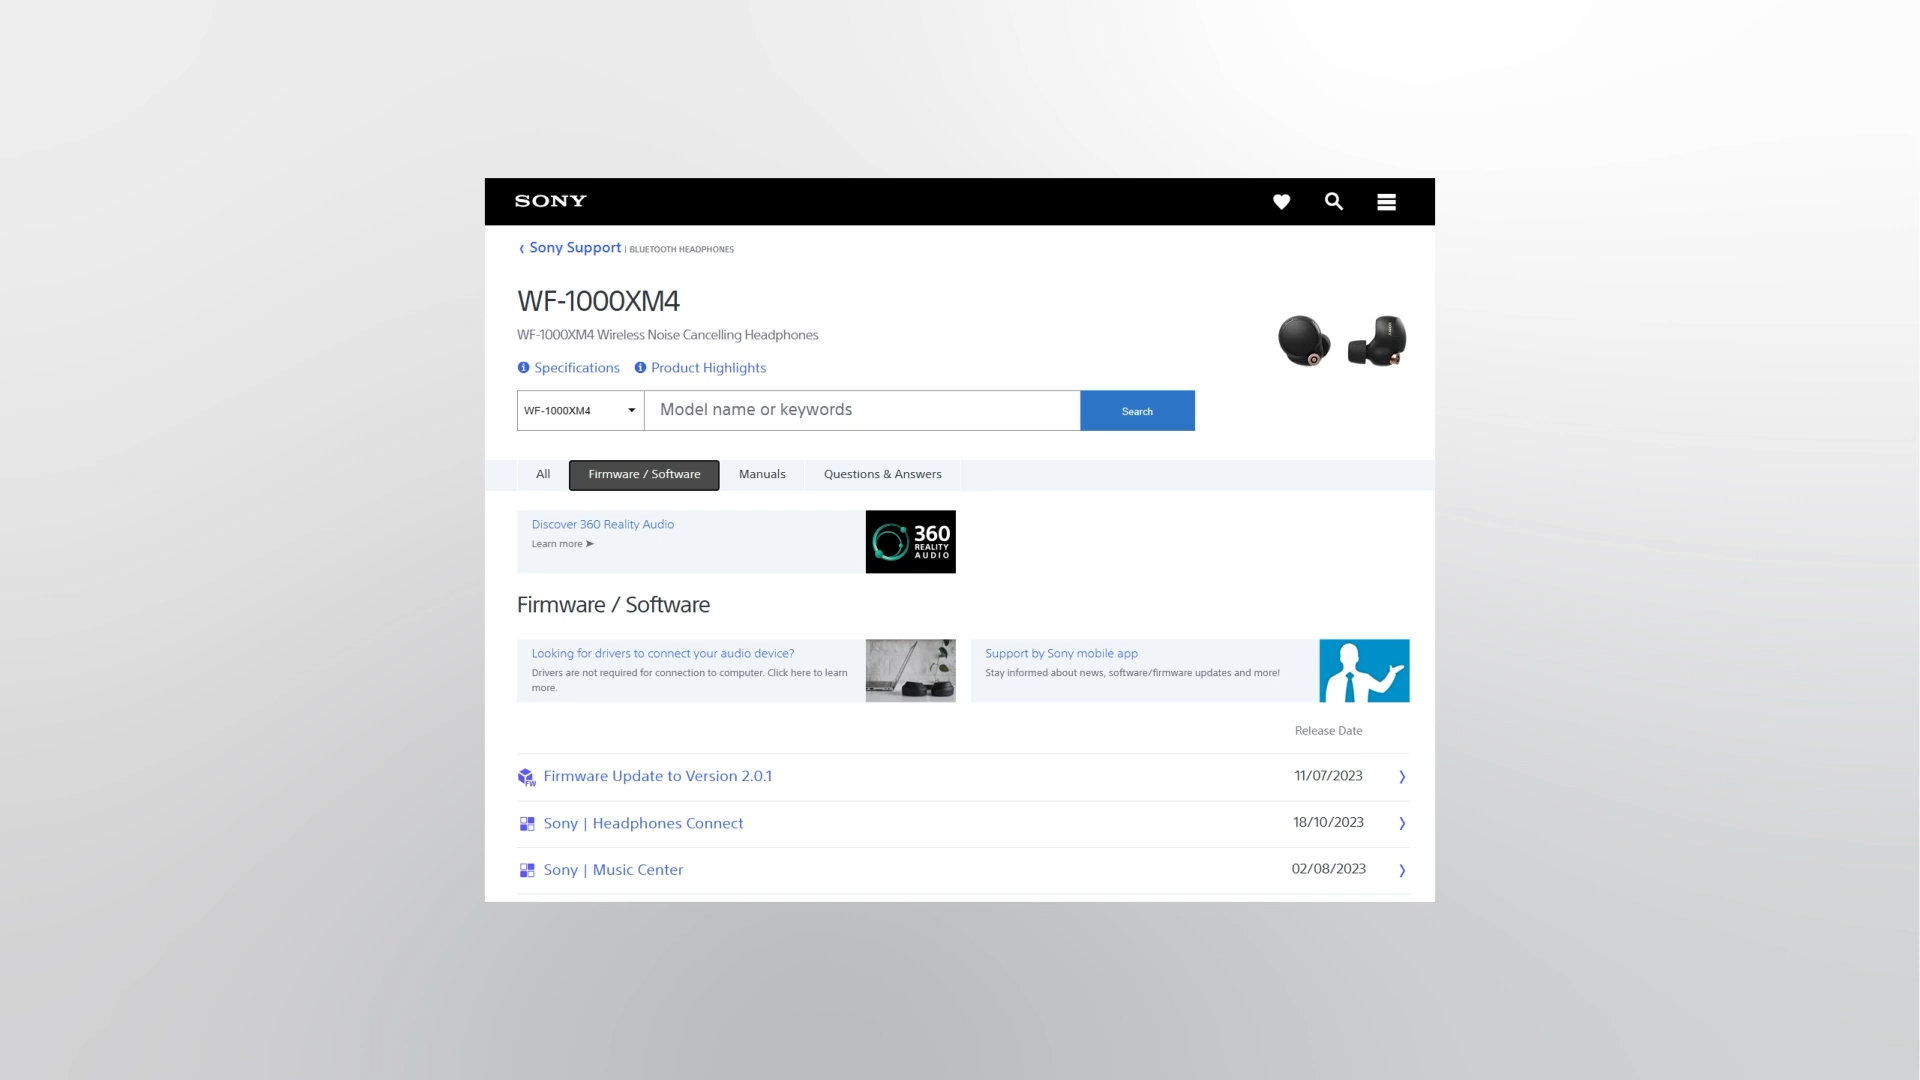 SONY
‹ Sony Support | BLUETOOTH HEADPHONES
WF-1000XM4
WF-1000XM4 Wireless Noise Cancelling Headphones
Specifications Product Highlights
WF-1000XM4 Model name or keywords Search
All Firmware / Software Manuals Questions & Answers
Discover 360 Reality Audio
Learn more ➤
360
REALITY
AUDIO
Firmware / Software
Looking for drivers to connect your audio device?
Drivers are not required for connection to computer. Click here to learn
more.
Support by Sony mobile app
Stay informed about news, software/firmware updates and more!
Release Date
FW Firmware Update to Version 2.0.1 11/07/2023
Sony | Headphones Connect 18/10/2023
Sony | Music Center 02/08/2023